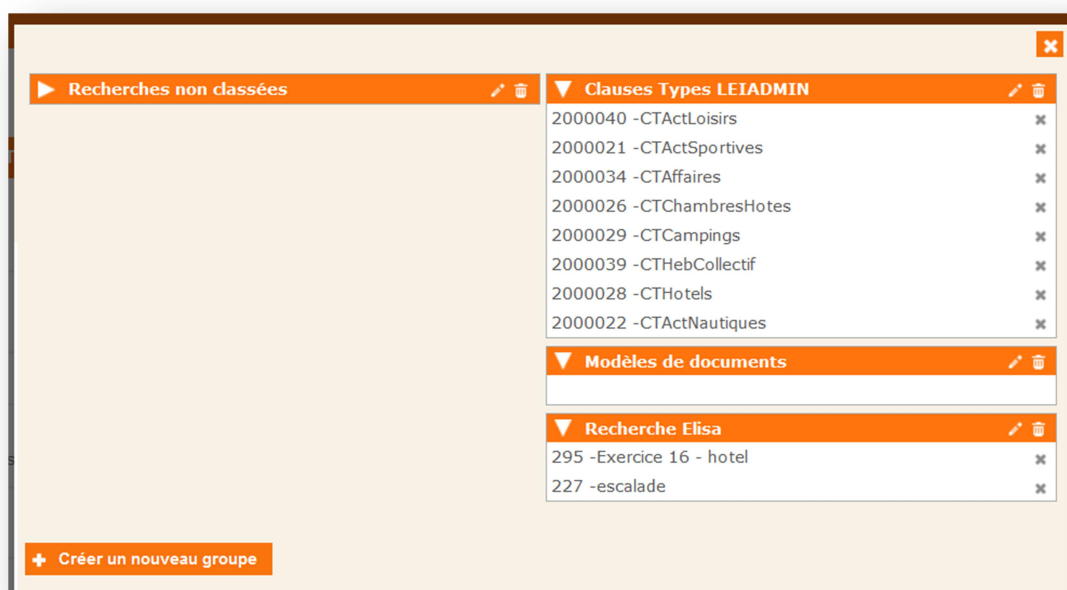 Recherches non classées
Clauses Types LEIADMIN
2000040 -CTActLoisirs
2000021 -CTActSportives
2000034 -CTAffaires
2000026 -CTChambresHotes
2000029 -CTCampings
2000039 -CTHebCollectif
2000028 -CTHotels
2000022 -CTActNautiques
Modèles de documents
Recherche Elisa
295 -Exercice 16 - hotel
227 -escalade
Créer un nouveau groupe